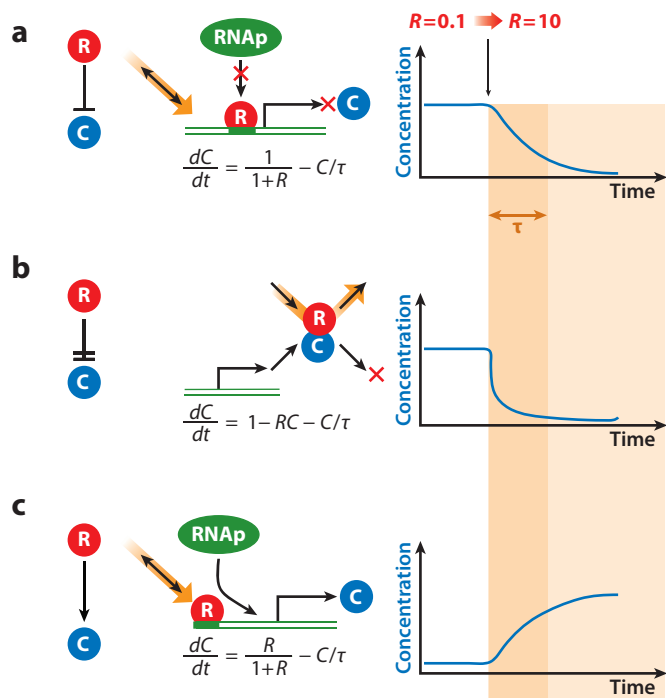 a
R
C
RNAp
R
C
dC/dt = 1/(1+R) – C/τ
R=0.1 R=10
Concentration
Time
τ
b
R
C
R
C
dC/dt = 1– RC – C/τ
Concentration
Time
c
R
C
RNAp
R
C
dC/dt = R/(1+R) – C/τ
Concentration
Time